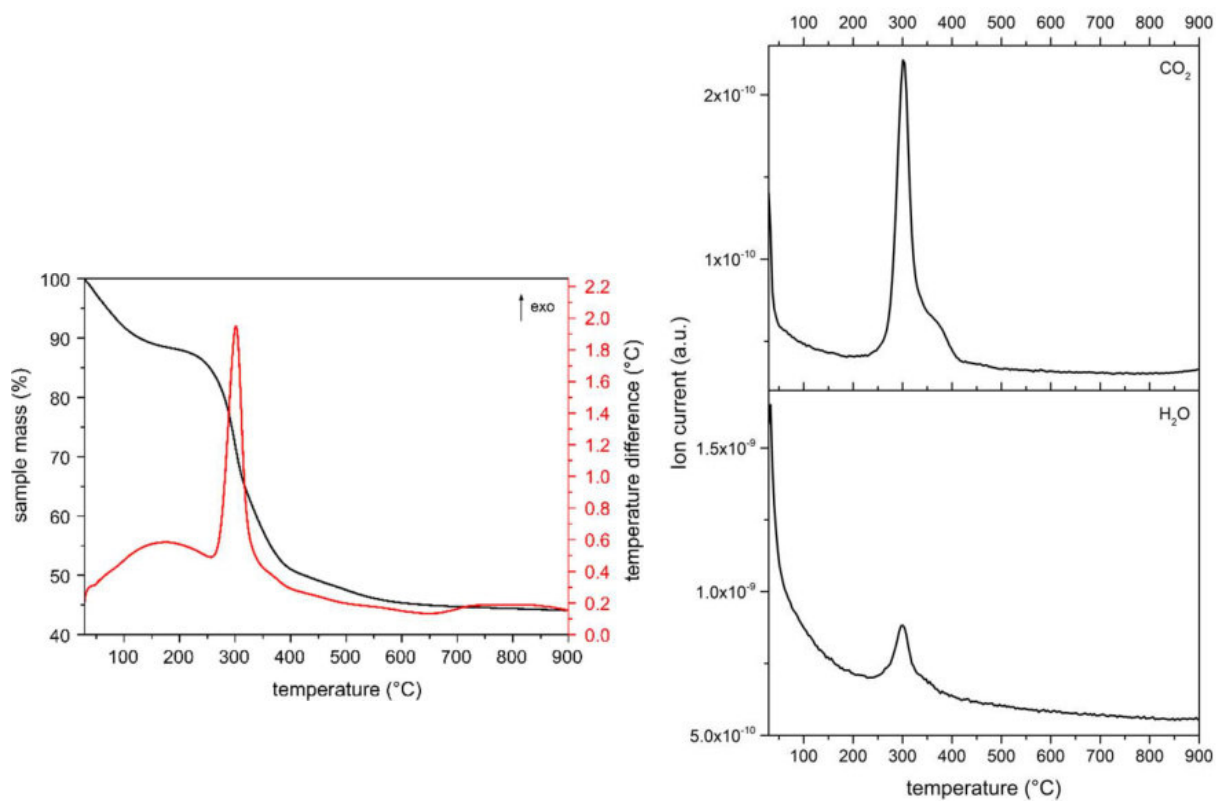 100
90
80
70
60
50
40
sample mass (%)
100 200 300 400 500 600 700 800 900
temperature (°C)
exo
2.2
2.0
1.8
1.6
1.4
1.2
1.0
0.8
0.6
0.4
0.2
0.0
temperature difference (°C)
100 200 300 400 500 600 700 800 900
CO₂
2x10⁻¹⁰
1x10⁻¹⁰
Ion current (a.u.)
H₂O
1.5x10⁻⁹
1.0x10⁻⁹
5.0x10⁻¹⁰
100 200 300 400 500 600 700 800 900
temperature (°C)